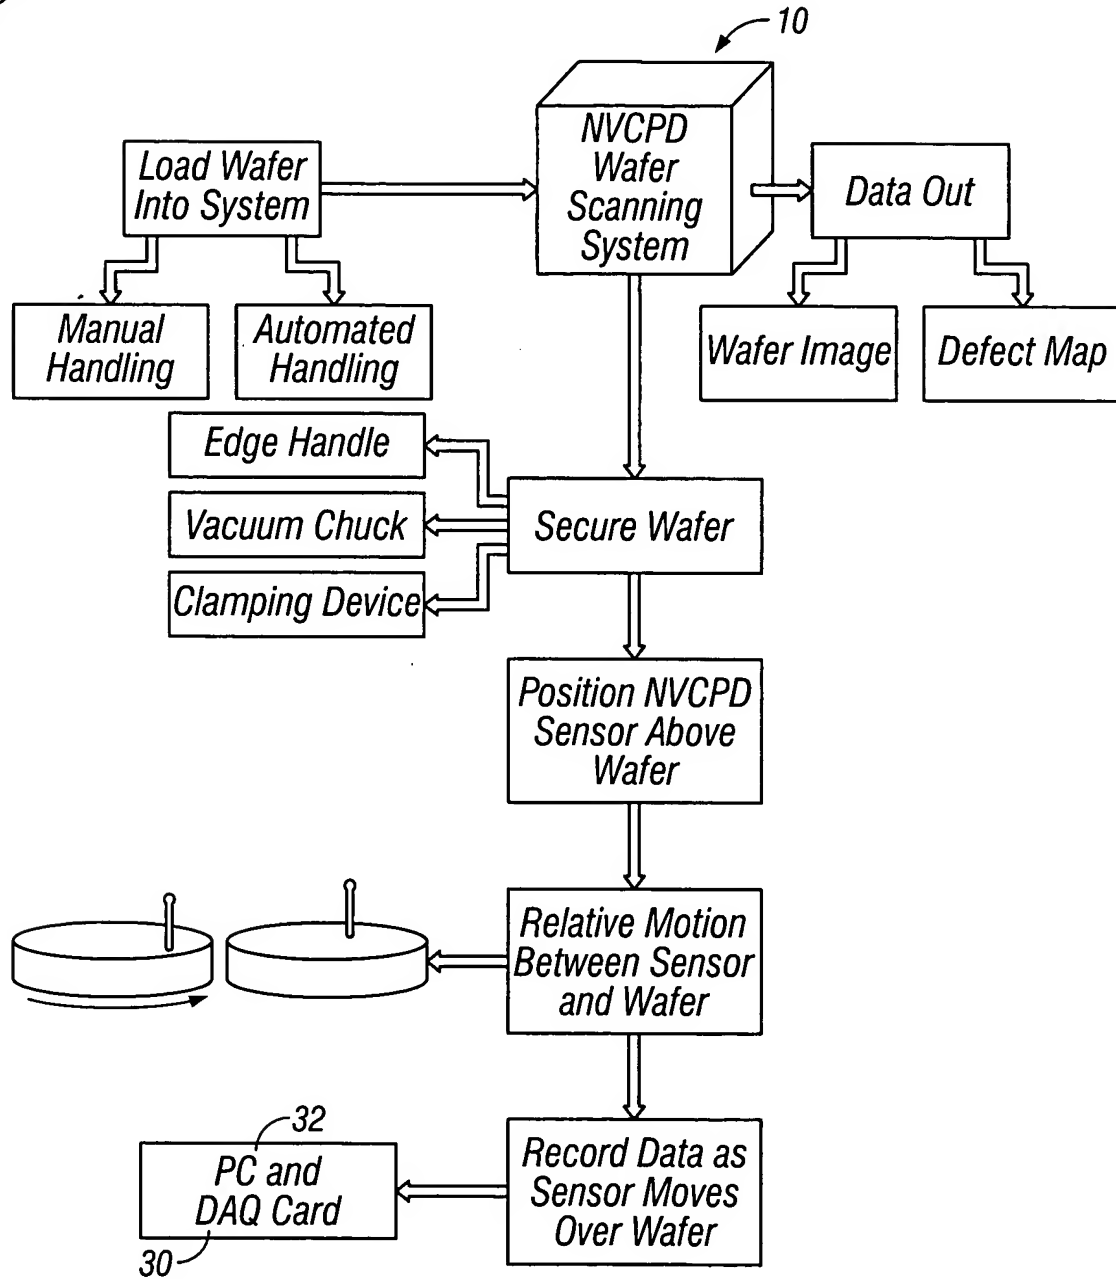 10
NVCPD
Wafer
Scanning
System
Load Wafer
Into System
Data Out
Manual
Handling
Automated
Handling
Wafer Image
Defect Map
Edge Handle
Vacuum Chuck
Clamping Device
Secure Wafer
Position NVCPD
Sensor Above
Wafer
Relative Motion
Between Sensor
and Wafer
32
PC and
DAQ Card
30
Record Data as
Sensor Moves
Over Wafer